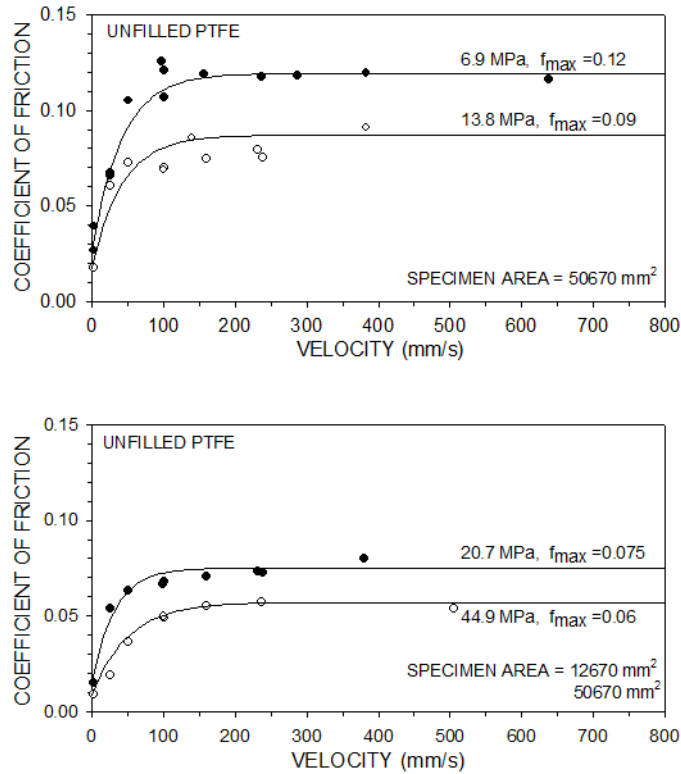 0.15
UNFILLED PTFE
6.9 MPa, fmax =0.12
0.10
13.8 MPa, fmax =0.09
0.05
SPECIMEN AREA = 50670 mm²
0.00
0 100 200 300 400 500 600 700 800
VELOCITY (mm/s)
COEFFICIENT OF FRICTION
0.15
UNFILLED PTFE
0.10
20.7 MPa, fmax=0.075
0.05
44.9 MPa, fmax =0.06
SPECIMEN AREA = 12670 mm²
50670 mm²
0.00
0 100 200 300 400 500 600 700 800
VELOCITY (mm/s)
COEFFICIENT OF FRICTION